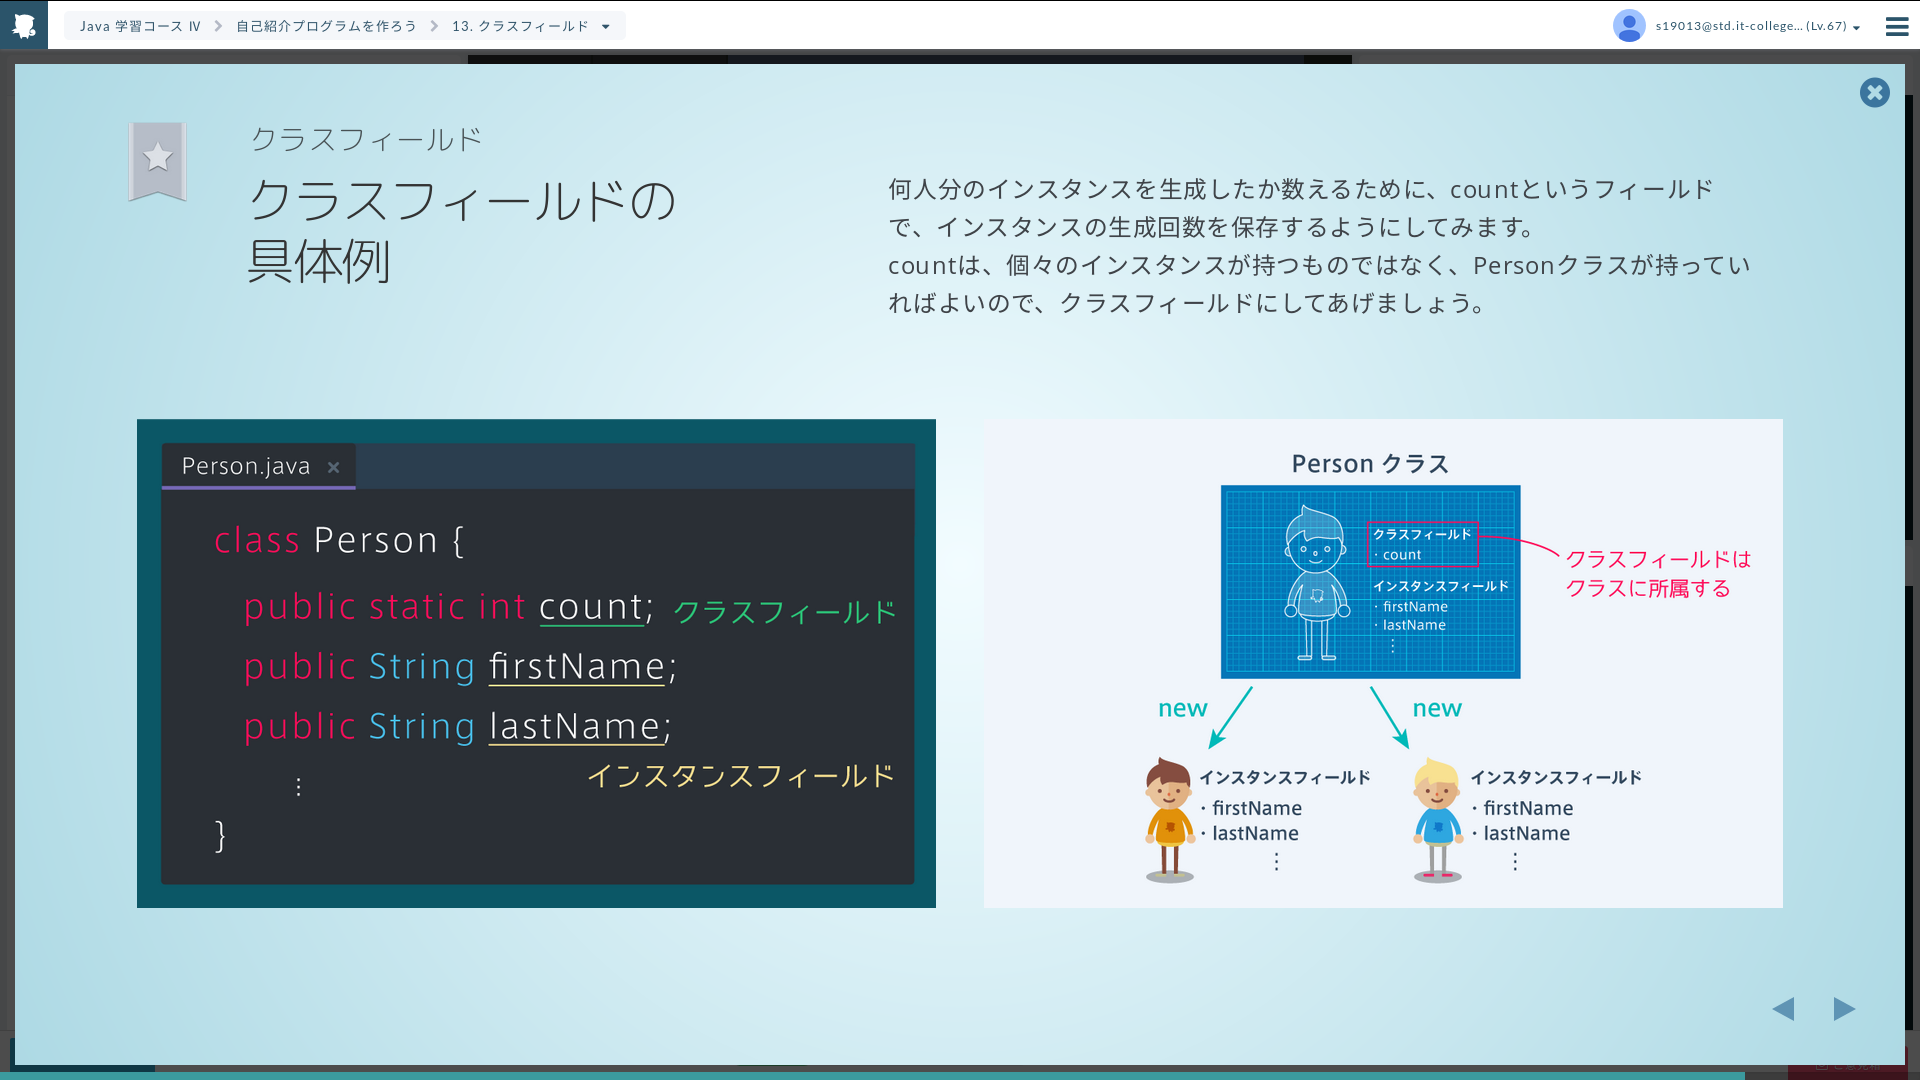 Java 学習コース Ⅳ
自己紹介プログラムを作ろう
13. クラスフィールド
s19013@std.it-college... (Lv.67)
クラスフィールド
クラスフィールドの
具体例
何人分のインスタンスを生成したか数えるために、countというフィールド
で、インスタンスの生成回数を保存するようにしてみます。
countは、個々のインスタンスが持つものではなく、Personクラスが持ってい
ればよいので、クラスフィールドにしてあげましょう。
Person.java ×
class Person {
public static int count; クラスフィールド
public String firstName;
public String lastName;
⋮
インスタンスフィールド
}
Person クラス
クラスフィールド
・count
インスタンスフィールド
・firstName
・lastName
⋮
クラスフィールドは
クラスに所属する
new
new
インスタンスフィールド
・firstName
・lastName
⋮
インスタンスフィールド
・firstName
・lastName
⋮